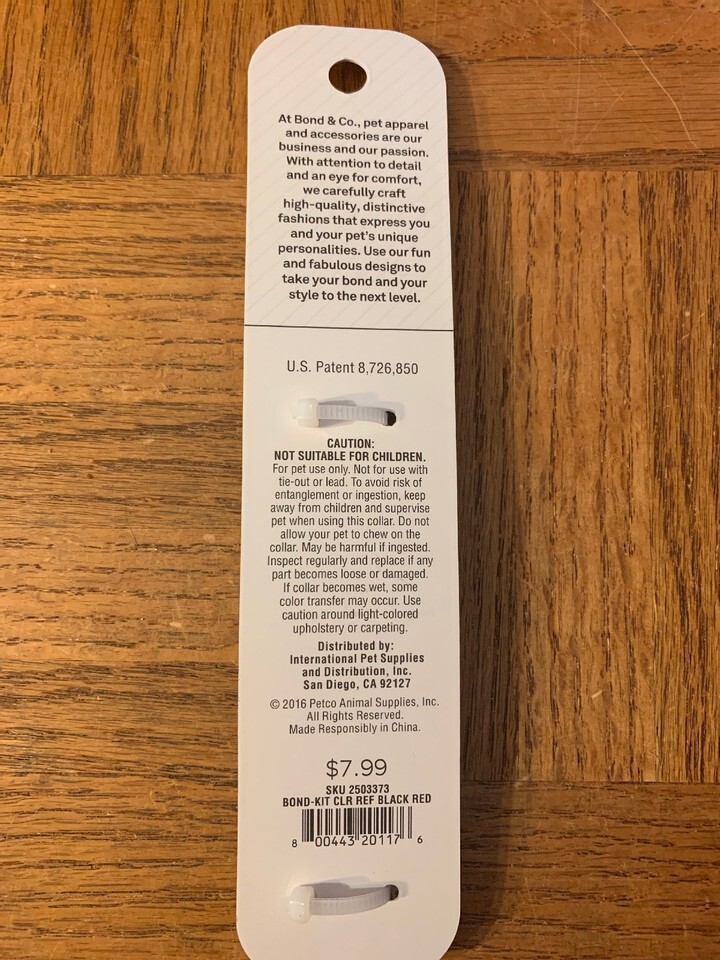 At Bond & Co., pet apparel
and accessories are our
business and our passion.
With attention to detail
and an eye for comfort,
we carefully craft
high-quality, distinctive
fashions that express you
and your pet's unique
personalities. Use our fun
and fabulous designs to
take your bond and your
style to the next level.
U.S. Patent 8,726,850
CAUTION:
NOT SUITABLE FOR CHILDREN.
For pet use only. Not for use with
tie-out or lead. To avoid risk of
entanglement or ingestion, keep
away from children and supervise
pet when using this collar. Do not
allow your pet to chew on the
collar. May be harmful if ingested.
Inspect regularly and replace if any
part becomes loose or damaged.
If collar becomes wet, some
color transfer may occur. Use
caution around light-colored
upholstery or carpeting.
Distributed by:
International Pet Supplies
and Distribution, Inc.
San Diego, CA 92127
© 2016 Petco Animal Supplies, Inc.
All Rights Reserved.
Made Responsibly in China.
$7.99
SKU 2503373
BOND-KIT CLR REF BLACK RED
8 00443 20117 6